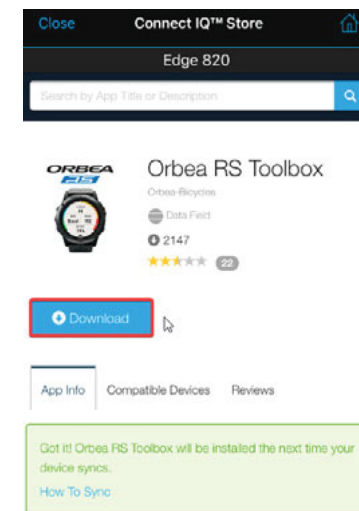 Close Connect IQ™ Store
Edge 820
Search by App Title or Description
ORBEA
RS
Orbea RS Toolbox
Orbea-Bicycles
Data Field
2147
22
Download
App Info Compatible Devices Reviews
Got it! Orbea RS Toolbox will be installed the next time your
device syncs.
How To Sync